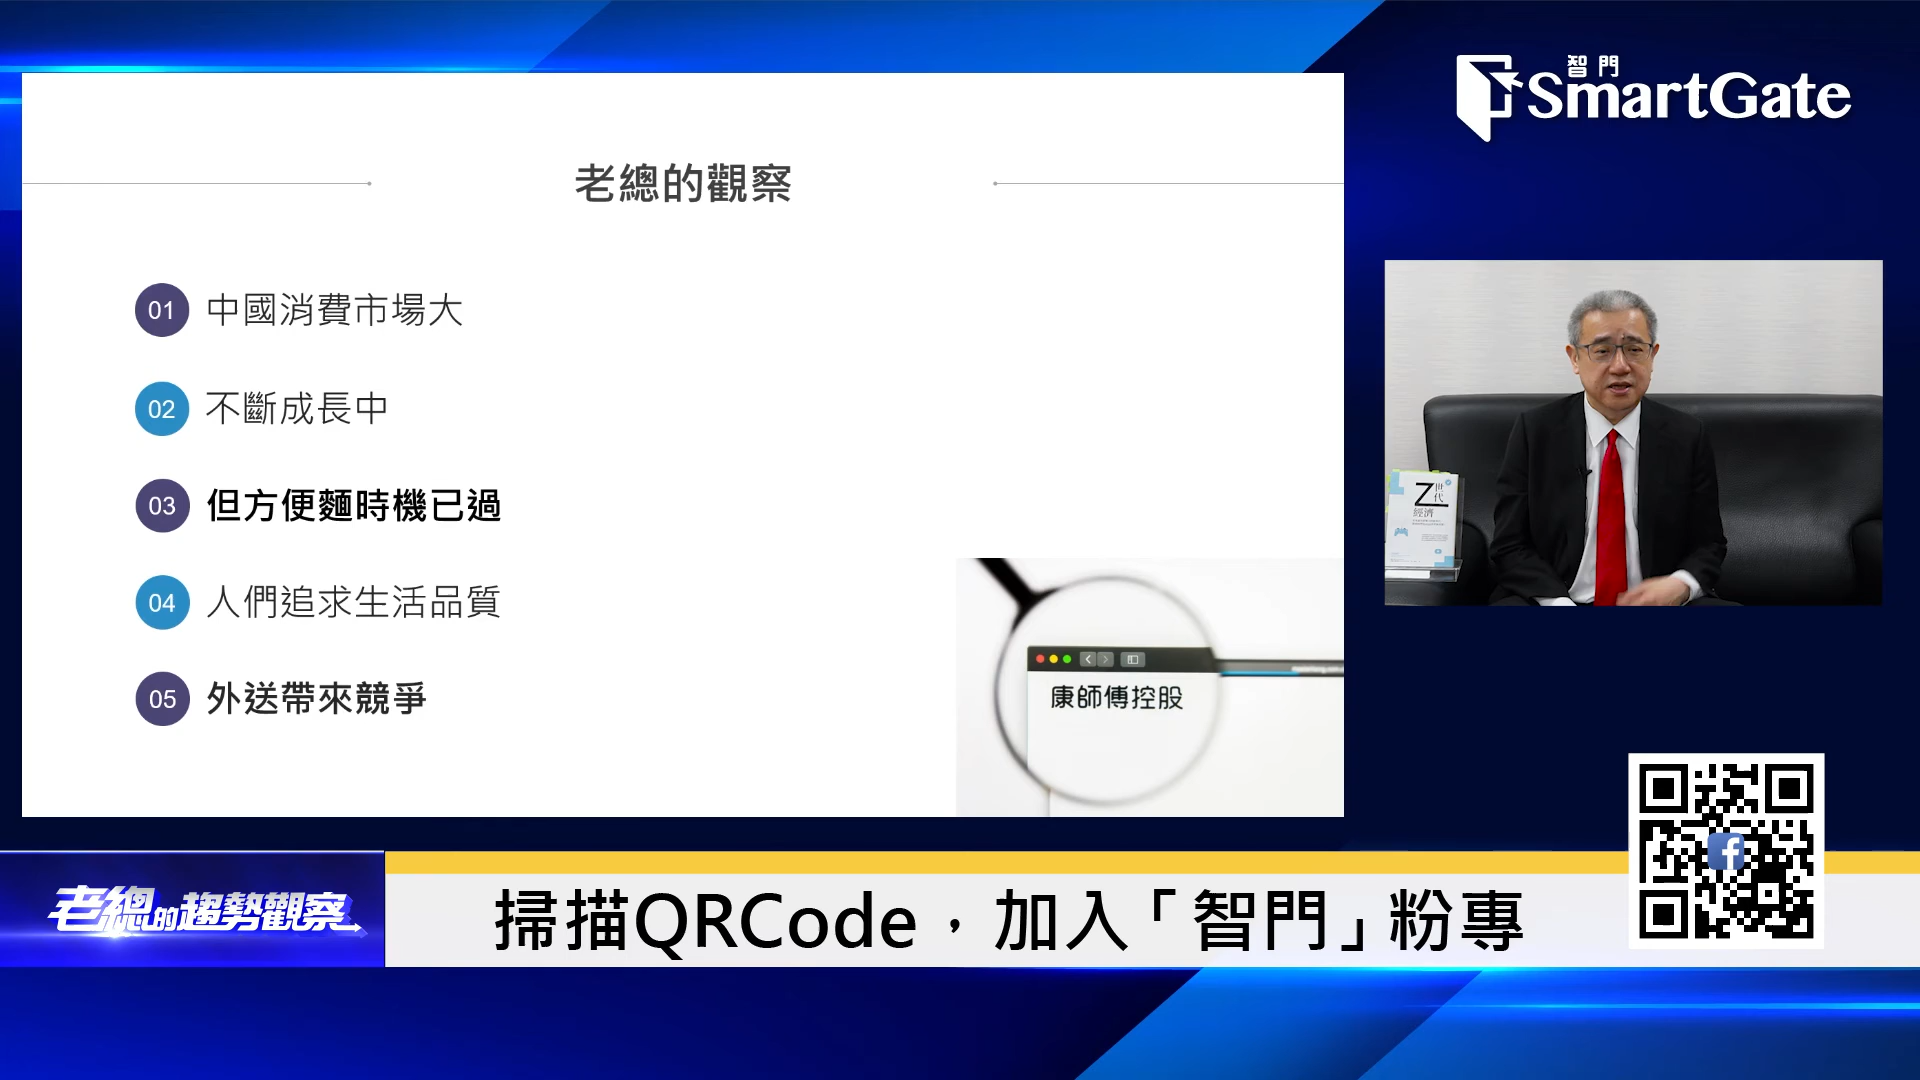 智門
SmartGate
老總的觀察
01 中國消費市場大
02 不斷成長中
03 但方便麵時機已過
04 人們追求生活品質
05 外送帶來競爭
康師傅控股
Z世代
經濟
老總的趨勢觀察
掃描QRCode，加入「智門」粉專